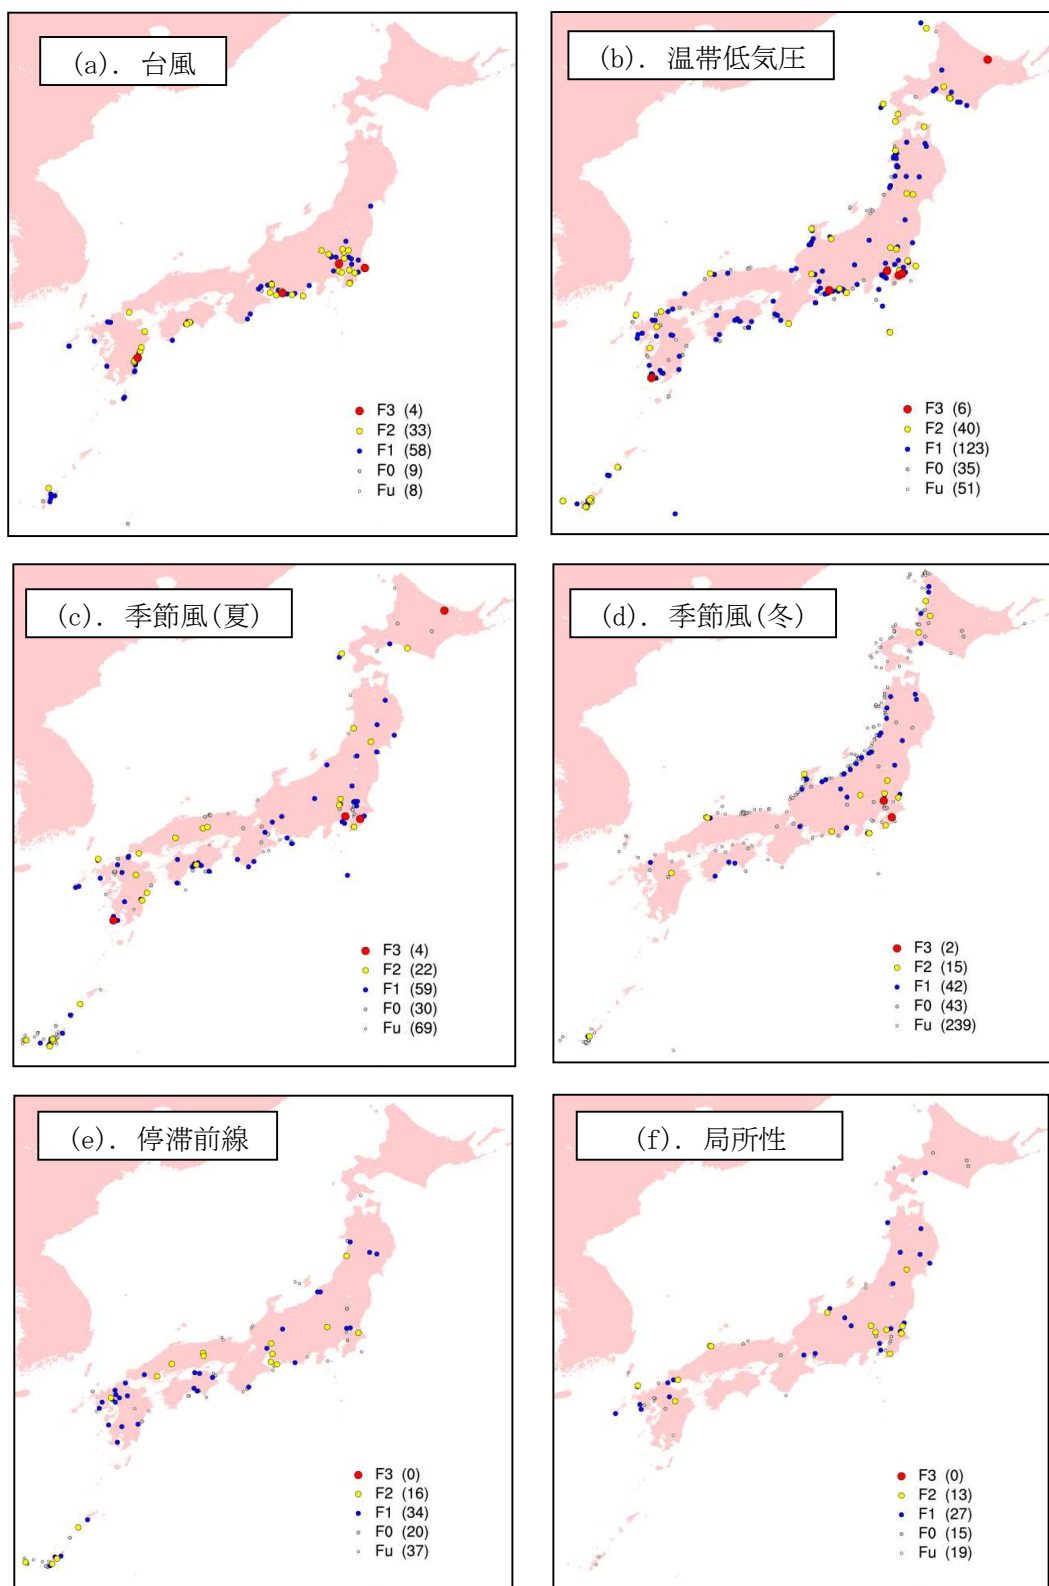 (a). 台風
F3 (4)
F2 (33)
F1 (58)
F0 (9)
Fu (8)
(b). 温帯低気圧
F3 (6)
F2 (40)
F1 (123)
F0 (35)
Fu (51)
(c). 季節風(夏)
F3 (4)
F2 (22)
F1 (59)
F0 (30)
Fu (69)
(d). 季節風(冬)
F3 (2)
F2 (15)
F1 (42)
F0 (43)
Fu (239)
(e). 停滞前線
F3 (0)
F2 (16)
F1 (34)
F0 (20)
Fu (37)
(f). 局所性
F3 (0)
F2 (13)
F1 (27)
F0 (15)
Fu (19)